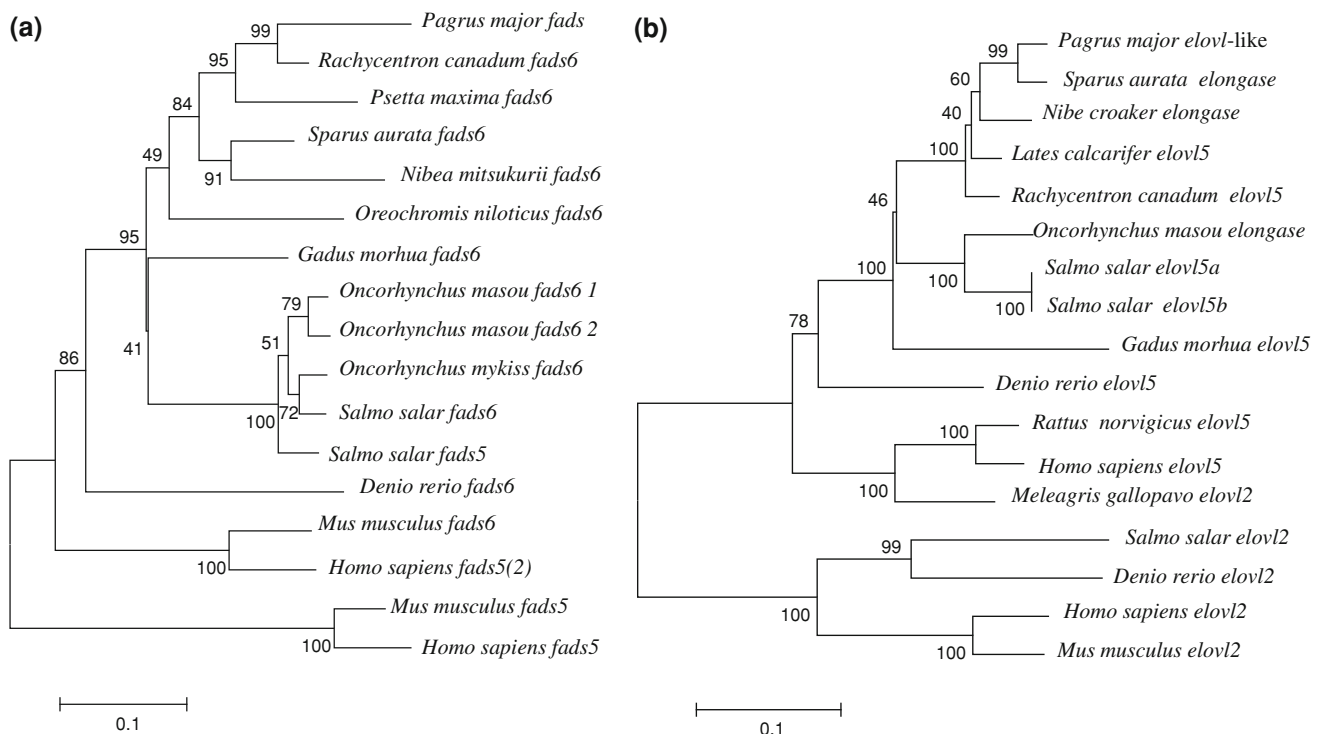 (a)
Pagrus major fads
99
Rachycentron canadum fads6
95
Psetta maxima fads6
84
Sparus aurata fads6
49
91
Nibea mitsukurii fads6
Oreochromis niloticus fads6
95
Gadus morhua fads6
Oncorhynchus masou fads6 1
79
Oncorhynchus masou fads6 2
51
41
86
Oncorhynchus mykiss fads6
72
Salmo salar fads6
100
Salmo salar fads5
Denio rerio fads6
Mus musculus fads6
100
Homo sapiens fads5(2)
Mus musculus fads5
100
Homo sapiens fads5
0.1
(b)
Pagrus major elovl-like
99
60
Sparus aurata elongase
40
Nibe croaker elongase
100
Lates calcarifer elovl5
46
Rachycentron canadum elovl5
Oncorhynchus masou elongase
100
100
Salmo salar elovl5a
100
Salmo salar elovl5b
78
Gadus morhua elovl5
Denio rerio elovl5
Rattus norvigicus elovl5
100
Homo sapiens elovl5
100
Meleagris gallopavo elovl2
Salmo salar elovl2
99
Denio rerio elovl2
100
Homo sapiens elovl2
100
Mus musculus elovl2
0.1